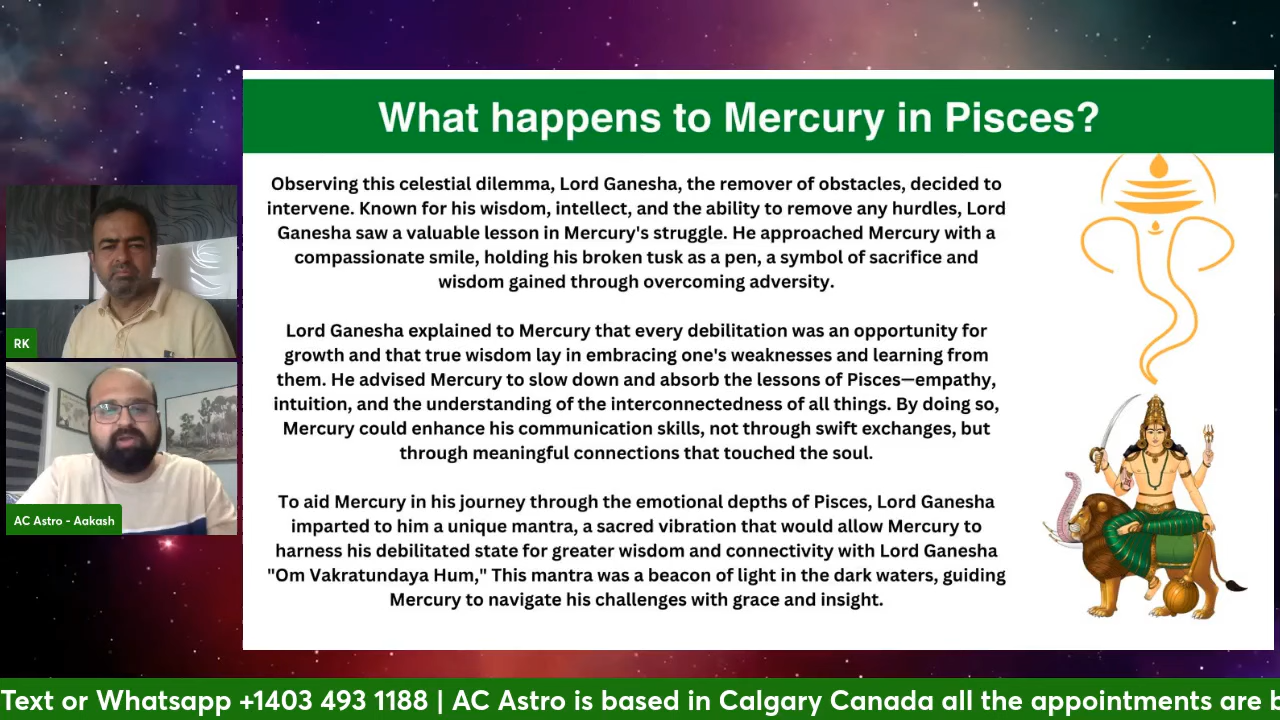 What happens to Mercury in Pisces?
Observing this celestial dilemma, Lord Ganesha, the remover of obstacles, decided to
intervene. Known for his wisdom, intellect, and the ability to remove any hurdles, Lord
Ganesha saw a valuable lesson in Mercury's struggle. He approached Mercury with a
compassionate smile, holding his broken tusk as a pen, a symbol of sacrifice and
wisdom gained through overcoming adversity.
Lord Ganesha explained to Mercury that every debilitation was an opportunity for
growth and that true wisdom lay in embracing one's weaknesses and learning from
them. He advised Mercury to slow down and absorb the lessons of Pisces—empathy,
intuition, and the understanding of the interconnectedness of all things. By doing so,
Mercury could enhance his communication skills, not through swift exchanges, but
through meaningful connections that touched the soul.
To aid Mercury in his journey through the emotional depths of Pisces, Lord Ganesha
imparted to him a unique mantra, a sacred vibration that would allow Mercury to
harness his debilitated state for greater wisdom and connectivity with Lord Ganesha
"Om Vakratundaya Hum," This mantra was a beacon of light in the dark waters, guiding
Mercury to navigate his challenges with grace and insight.
RK
AC Astro - Aakash
Text or Whatsapp +1403 493 1188 | AC Astro is based in Calgary Canada all the appointments are b